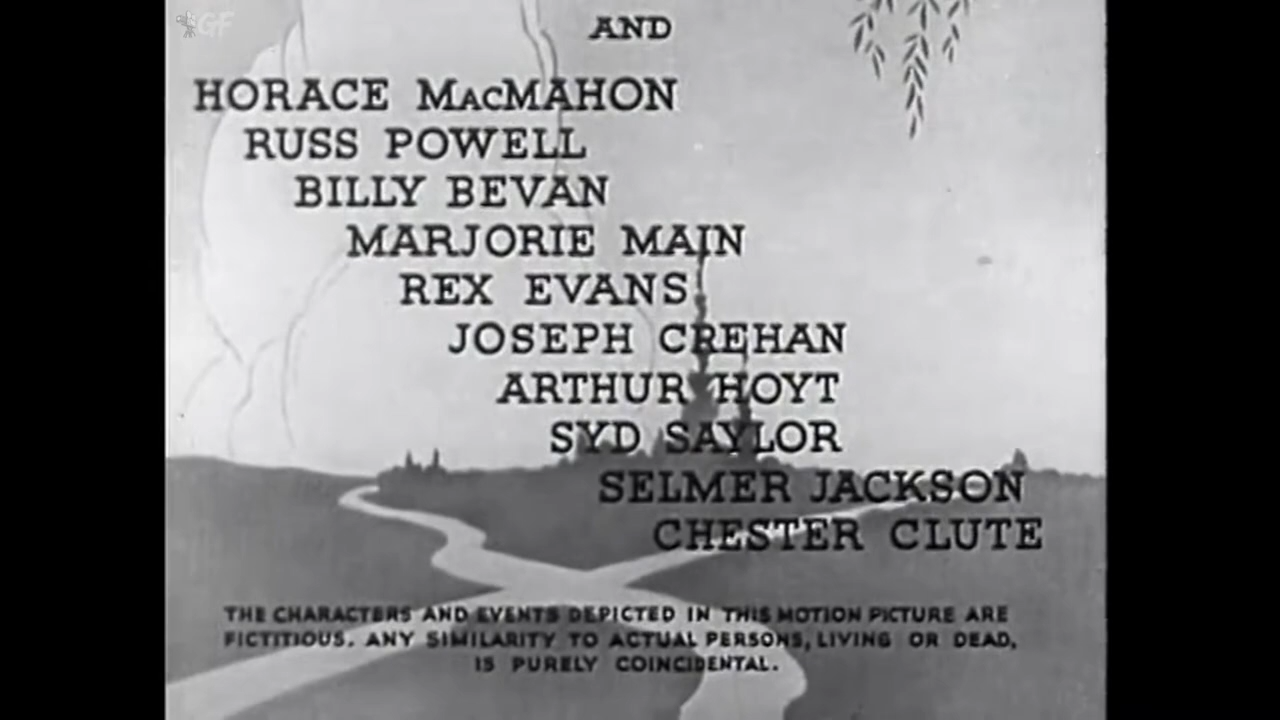 GF
AND
HORACE MACMAHON
RUSS POWELL
BILLY BEVAN
MARJORIE MAIN
REX EVANS
JOSEPH CREHAN
ARTHUR HOYT
SYD SAYLOR
SELMER JACKSON
CHESTER CLUTE
THE CHARACTERS AND EVENTS DEPICTED IN THIS MOTION PICTURE ARE
FICTITIOUS. ANY SIMILARITY TO ACTUAL PERSONS, LIVING OR DEAD,
IS PURELY COINCIDENTAL.